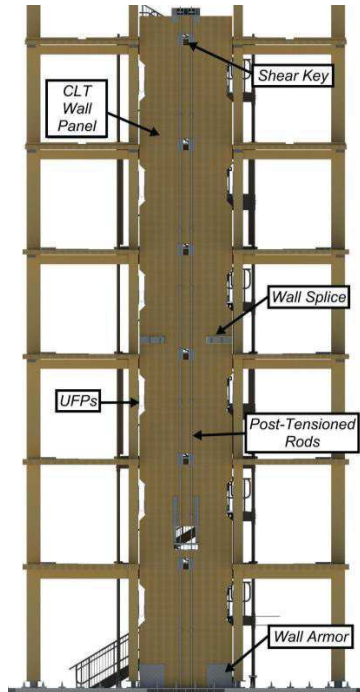 Shear Key
CLT
Wall
Panel
Wall Splice
UFPs
Post-Tensioned
Rods
Wall Armor